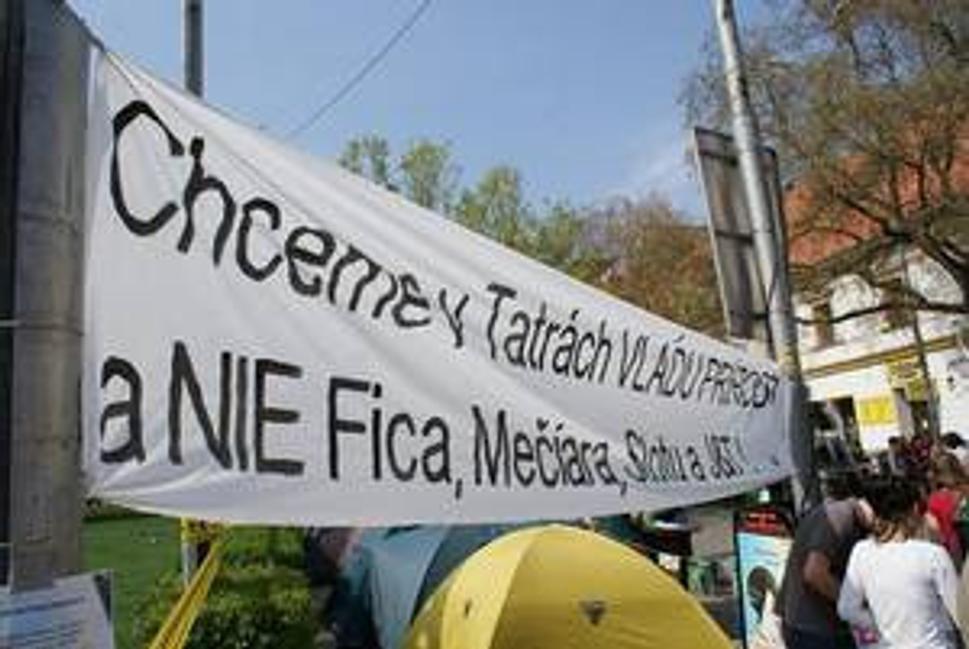 Chceme v Tatrách VLÁDU PRÍRODY
a NIE Fica, Mečiara, Slotu a J&T!